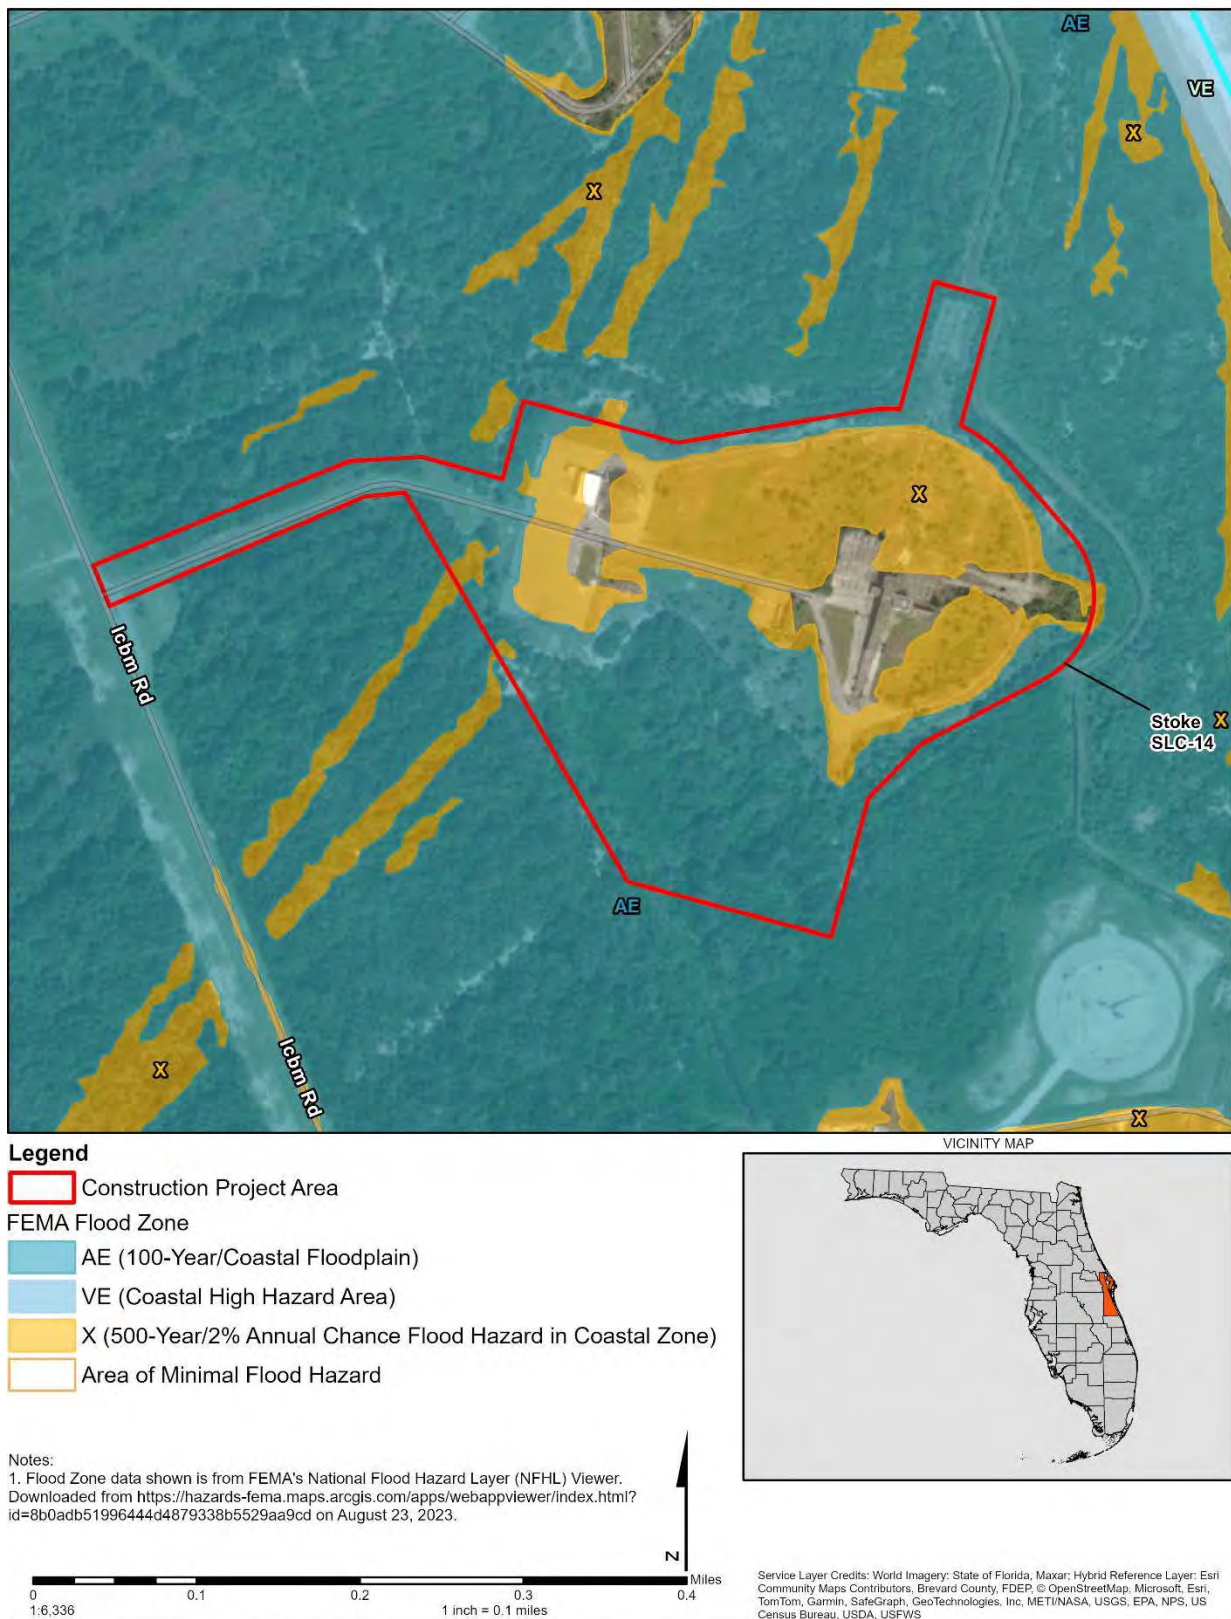 AE
VE
X
X
X
Icbm Rd
Stoke X
SLC-14
AE
Icbm Rd
X
X
Legend
Construction Project Area
FEMA Flood Zone
AE (100-Year/Coastal Floodplain)
VE (Coastal High Hazard Area)
X (500-Year/2% Annual Chance Flood Hazard in Coastal Zone)
Area of Minimal Flood Hazard
VICINITY MAP
Notes:
1. Flood Zone data shown is from FEMA's National Flood Hazard Layer (NFHL) Viewer.
Downloaded from https://hazards-fema.maps.arcgis.com/apps/webappviewer/index.html?
id=8b0adb51996444d4879338b5529aa9cd on August 23, 2023.
N
0 0.1 0.2 0.3 0.4 Miles
1:6,336
1 inch = 0.1 miles
Service Layer Credits: World Imagery: State of Florida, Maxar; Hybrid Reference Layer: Esri
Community Maps Contributors, Brevard County, FDEP, © OpenStreetMap, Microsoft, Esri,
TomTom, Garmin, SafeGraph, GeoTechnologies, Inc, METI/NASA, USGS, EPA, NPS, US
Census Bureau, USDA, USFWS